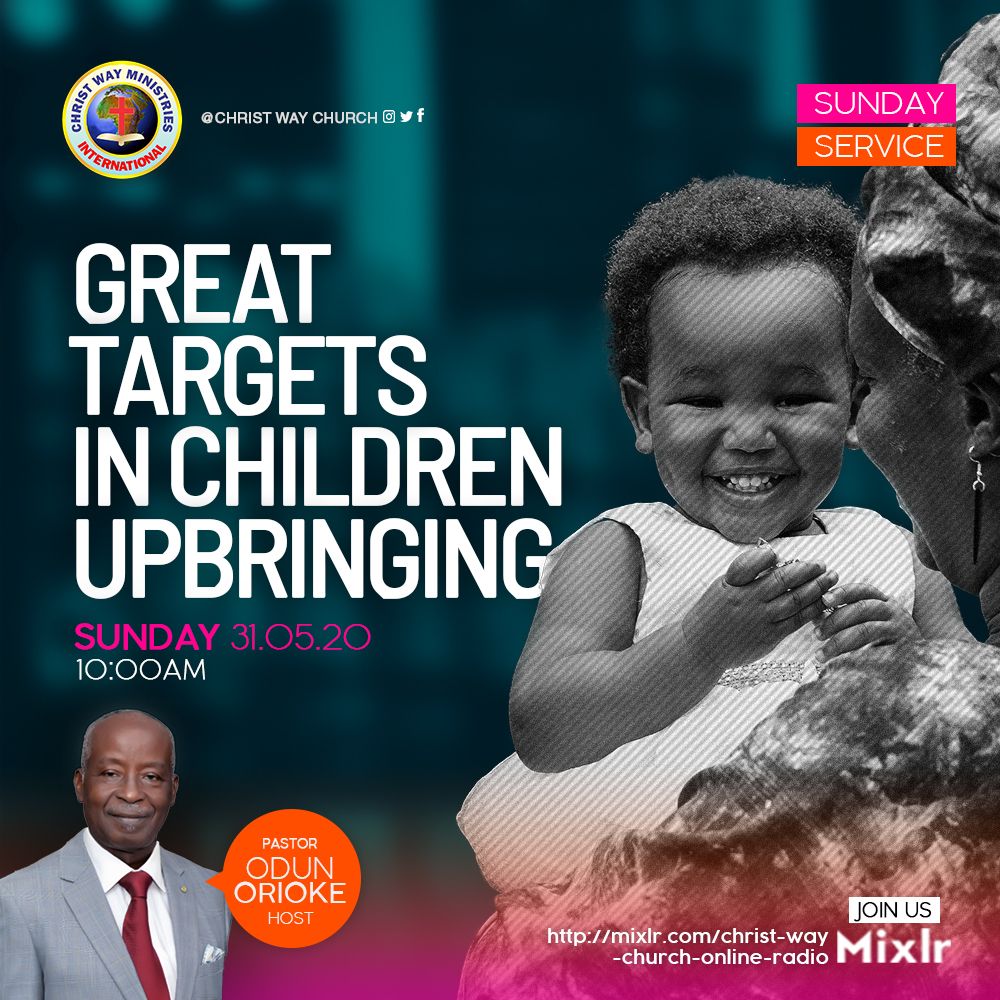 CHRIST WAY MINISTRIES
INTERNATIONAL
@CHRIST WAY CHURCH
SUNDAY
SERVICE
GREAT
TARGETS
IN CHILDREN
UPBRINGING
SUNDAY 31.05.20
10:00AM
PASTOR
ODUN
ORIOKE
HOST
JOIN US
http://mixlr.com/christ-way
-church-online-radio
Mixlr